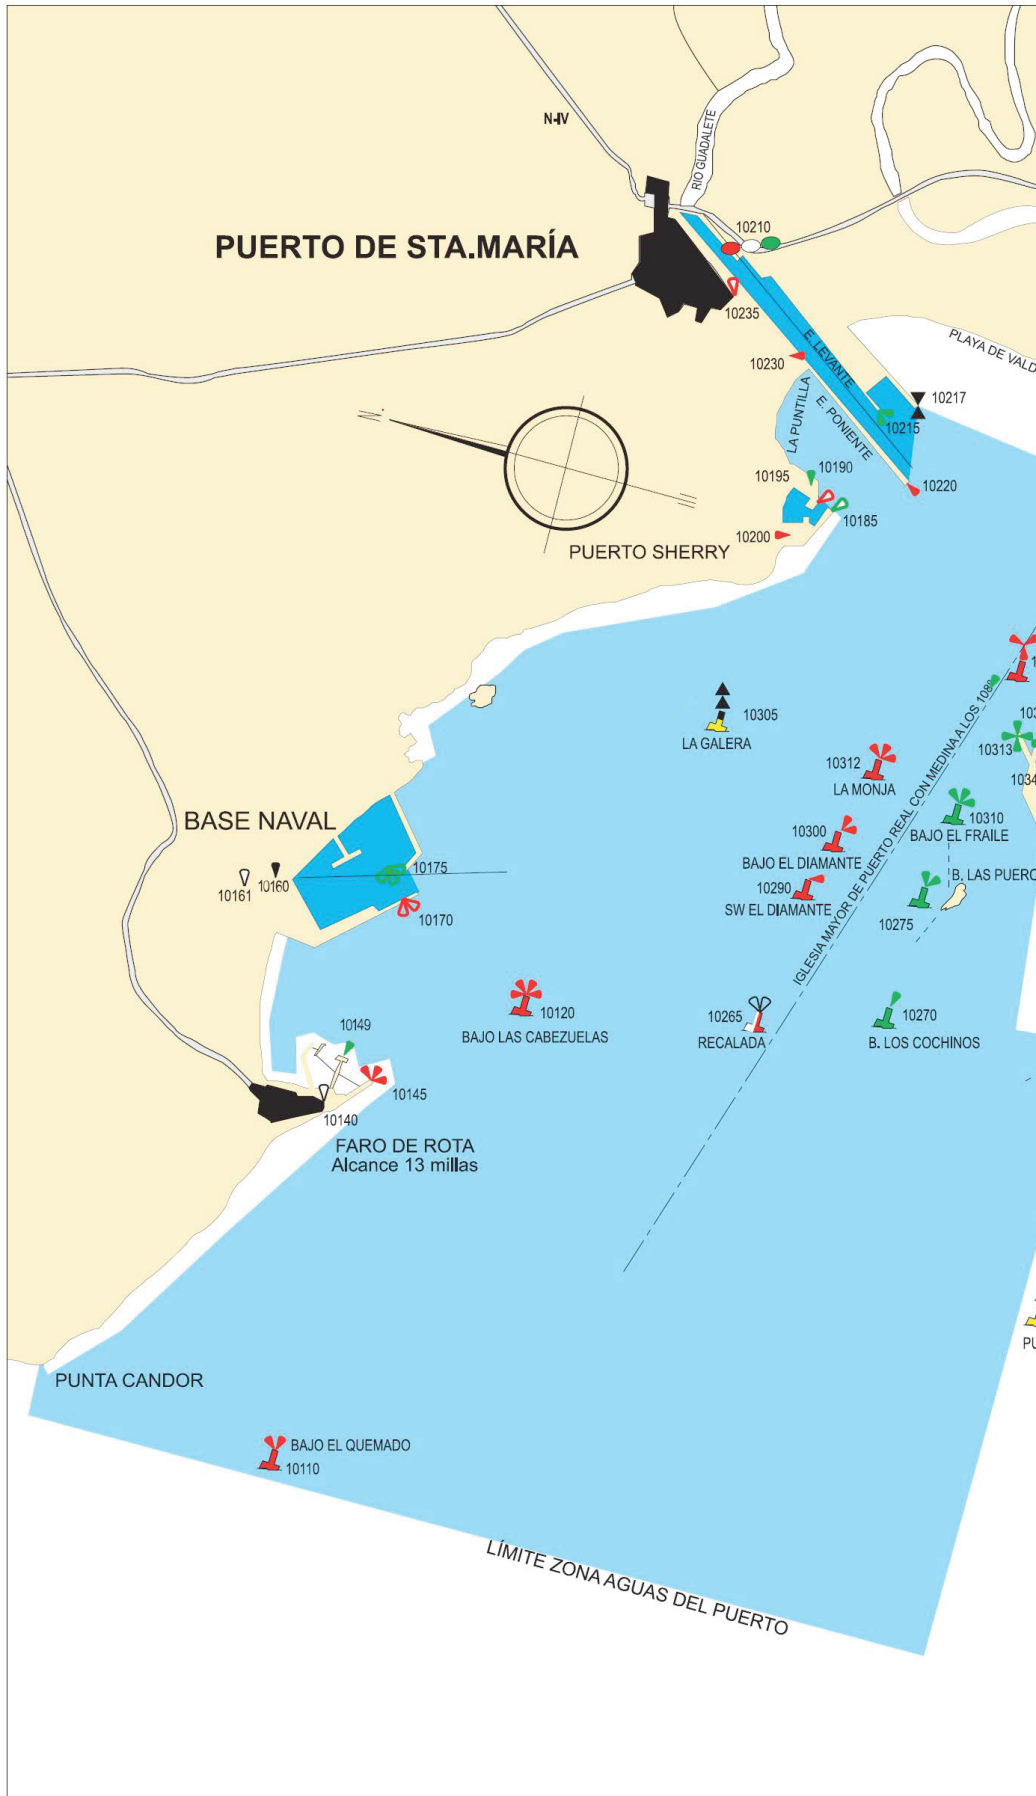 N-IV
RIO GUADALETE
PUERTO DE STA.MARÍA
10210
10235
E. LEVANTE
PLAYA DE VALD
10230
LA PUNTILLA
E. PONIENTE
10217
10215
N.
10195
10190
10220
10185
10200
PUERTO SHERRY
10305
LA GALERA
IGLESIA MAYOR DE PUERTO REAL CON MEDINA A LOS 108º
10313
10312
LA MONJA
10310
BAJO EL FRAILE
BASE NAVAL
10300
BAJO EL DIAMANTE
10175
10161
10160
10290
SW EL DIAMANTE
B. LAS PUERC
10275
10170
10120
BAJO LAS CABEZUELAS
10265
RECALADA
10270
B. LOS COCHINOS
10149
10145
10140
FARO DE ROTA
Alcance 13 millas
PU
PUNTA CANDOR
BAJO EL QUEMADO
10110
LÍMITE ZONA AGUAS DEL PUERTO